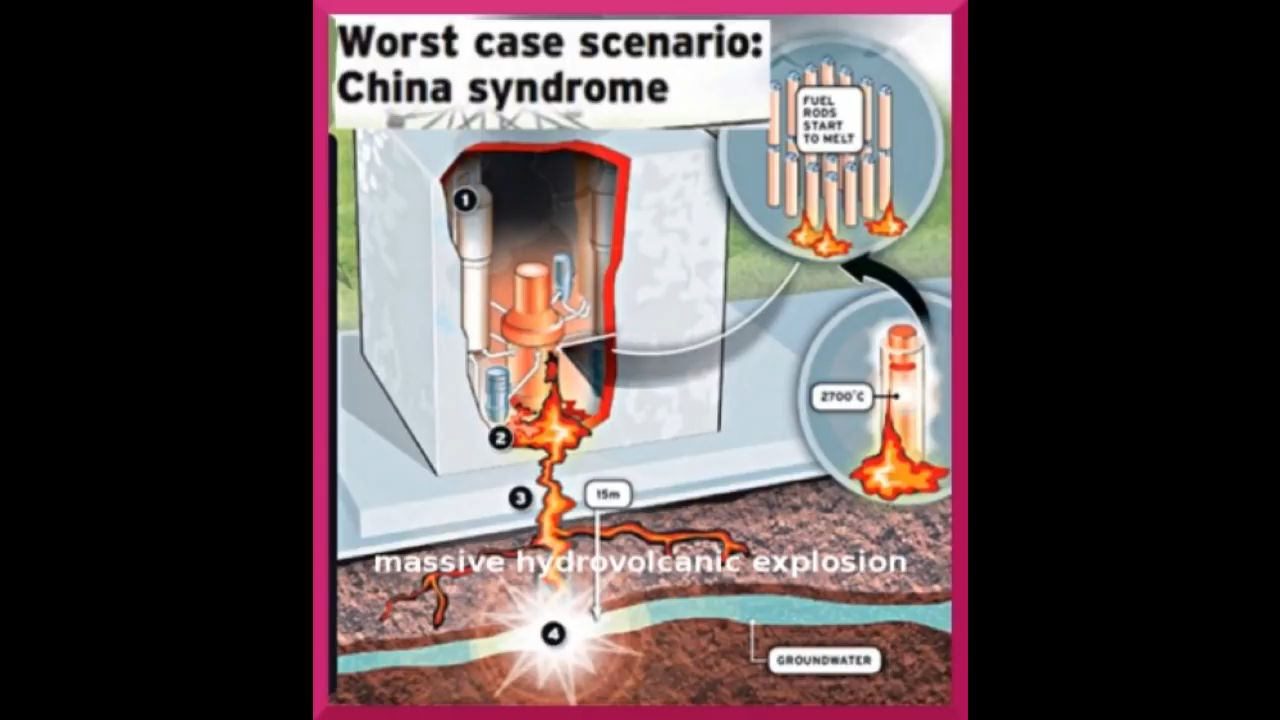 Worst case scenario:
China syndrome
FUEL
RODS
START
TO MELT
1
2700°C
2
3
15m
massive hydrovolcanic explosion
4
GROUNDWATER